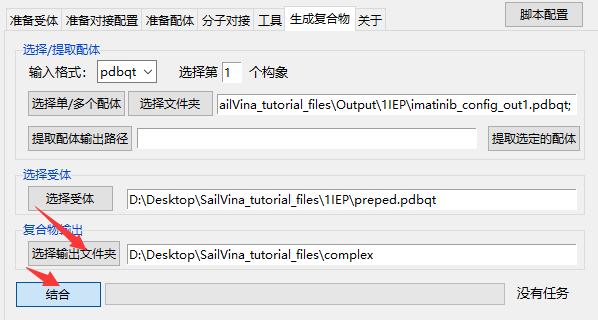 准备受体 准备对接配置 准备配体 分子对接 工具 生成复合物 关于 脚本配置
选择/提取配体
输入格式： pdbqt 选择第 1 个构象
选择单/多个配体 选择文件夹 ailVina_tutorial_files\Output\1IEP\imatinib_config_out1.pdbqt;
提取配体输出路径 提取选定的配体
选择受体
选择受体 D:\Desktop\SailVina_tutorial_files\1IEP\preped.pdbqt
复合物输出
选择输出文件夹 D:\Desktop\SailVina_tutorial_files\complex
结合 没有任务